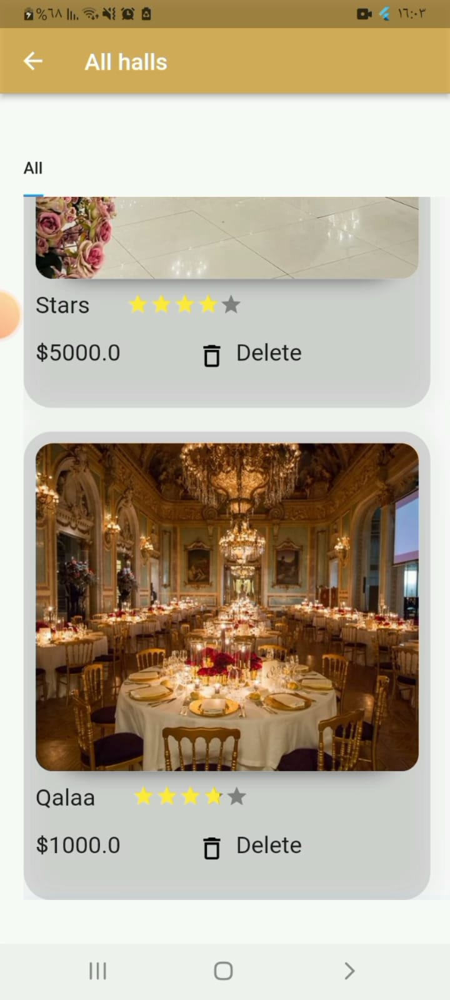 %٦٨ ١٦:٠٣
All halls
All
Stars
$5000.0 Delete
Qalaa
$1000.0 Delete